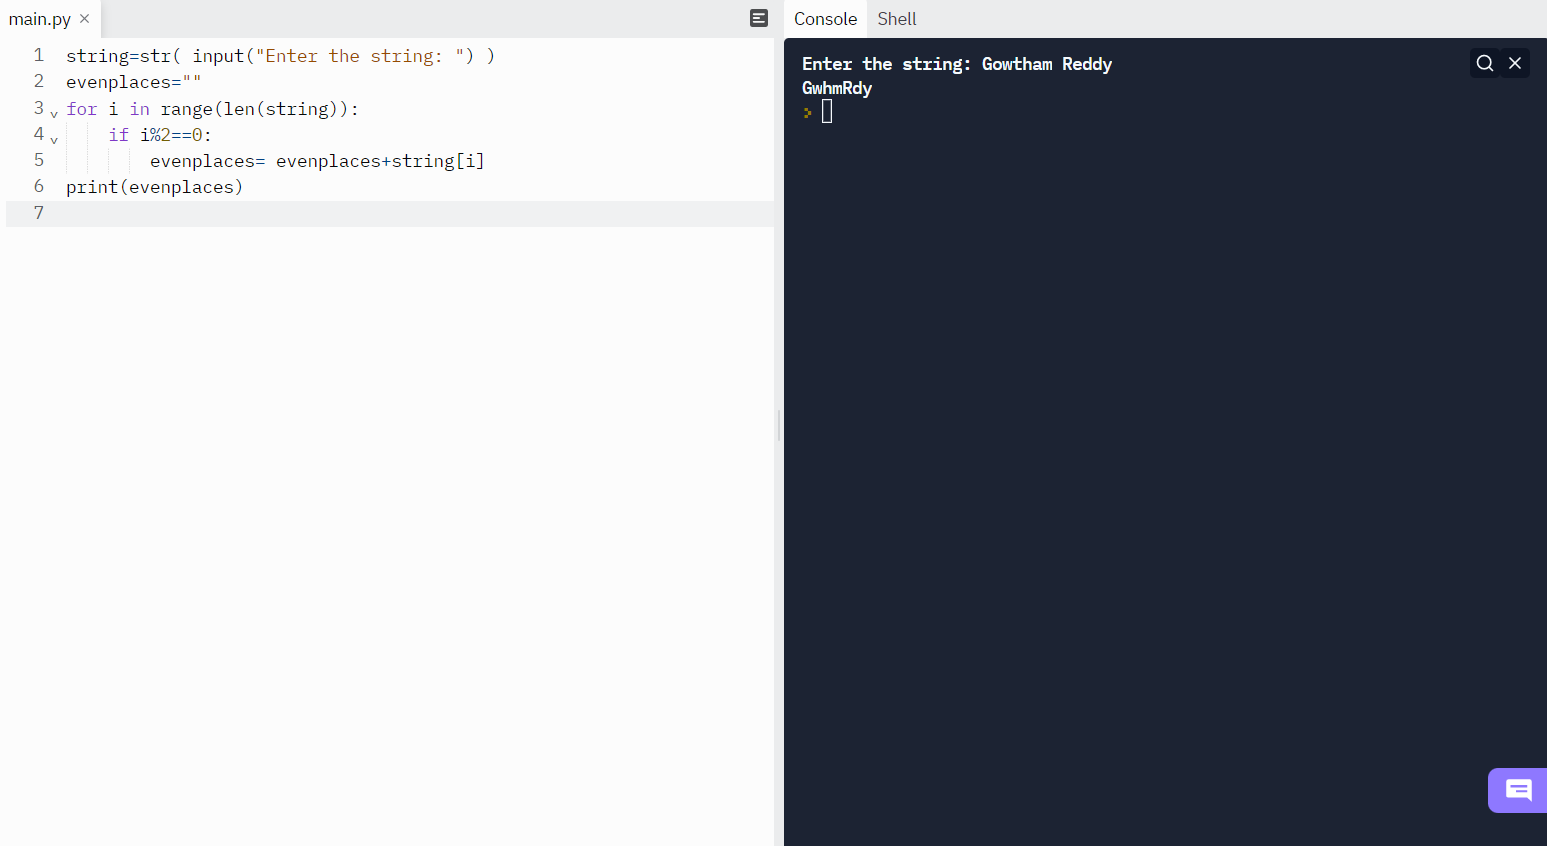 main.py ×
1 string=str( input("Enter the string: ") )
2 evenplaces=""
3 for i in range(len(string)):
4     if i%2==0:
5         evenplaces= evenplaces+string[i]
6 print(evenplaces)
7
Console Shell
Enter the string: Gowtham Reddy
GwhmRdy
>